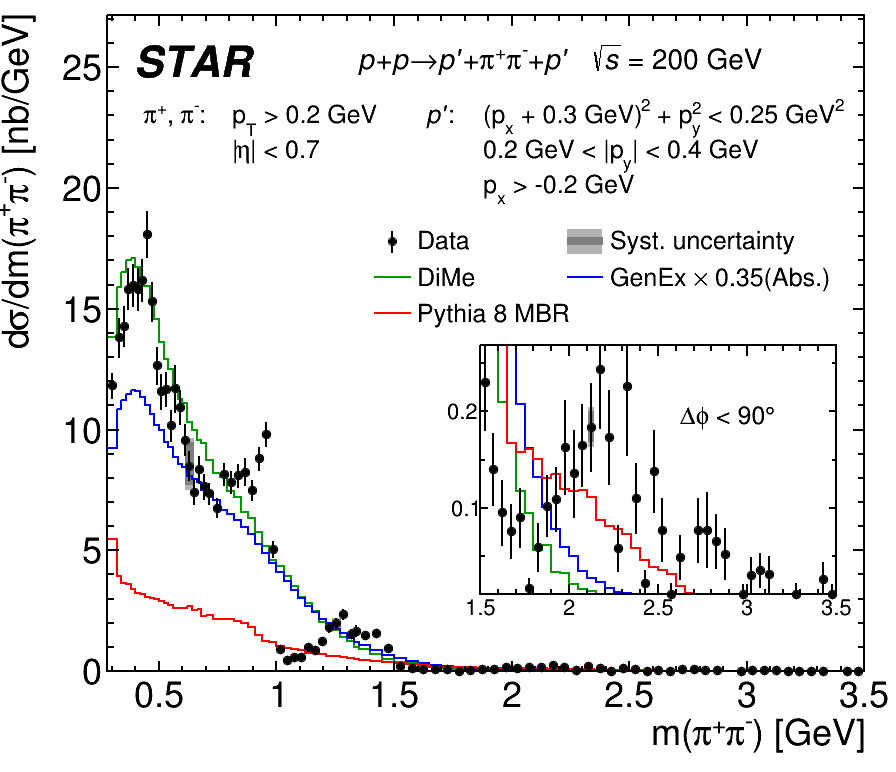 STAR
p+p→p′+π⁺π⁻+p′ √s = 200 GeV
π⁺, π⁻: p_T > 0.2 GeV p′: (p_x + 0.3 GeV)² + p_y² < 0.25 GeV²
|η| < 0.7 0.2 GeV < |p_y| < 0.4 GeV
p_x > -0.2 GeV
Data Syst. uncertainty
DiMe GenEx × 0.35(Abs.)
Pythia 8 MBR
Δϕ < 90°
0.2
0.1
1.5 2 2.5 3 3.5
dσ/dm(π⁺π⁻) [nb/GeV]
25
20
15
10
5
0
0.5 1 1.5 2 2.5 3 3.5
m(π⁺π⁻) [GeV]